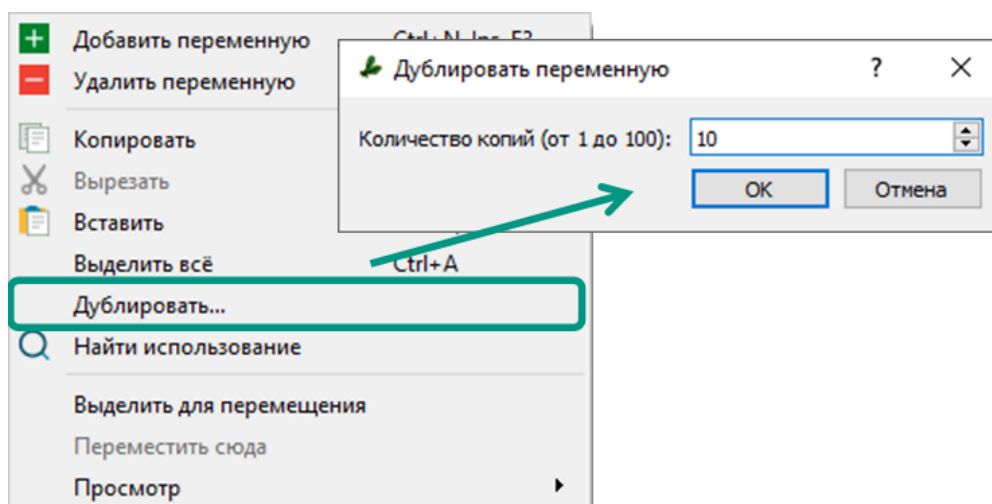 Добавить переменную
Удалить переменную
Копировать
Вырезать
Вставить
Выделить всё Ctrl+A
Дублировать...
Найти использование
Выделить для перемещения
Переместить сюда
Просмотр
Дублировать переменную ?
Количество копий (от 1 до 100): 10
OK Отмена